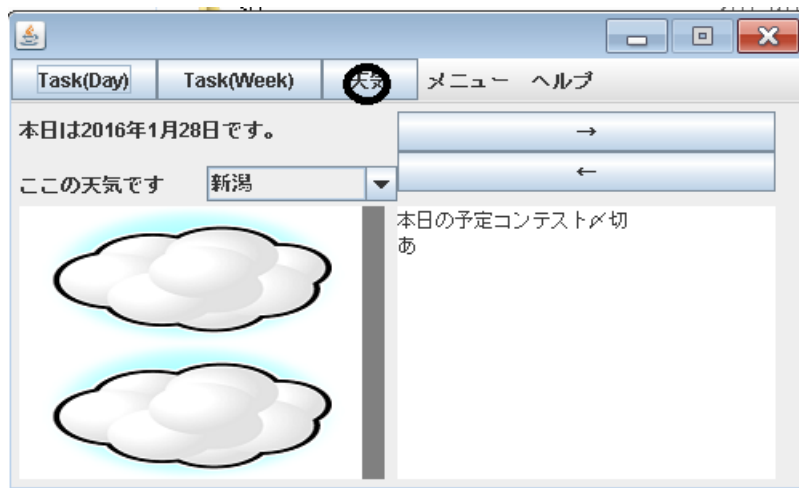 Task(Day) Task(Week) 天気 メニュー ヘルプ
本日は2016年1月28日です。
→
ここの天気です 新潟
←
本日の予定コンテスト〆切
あ